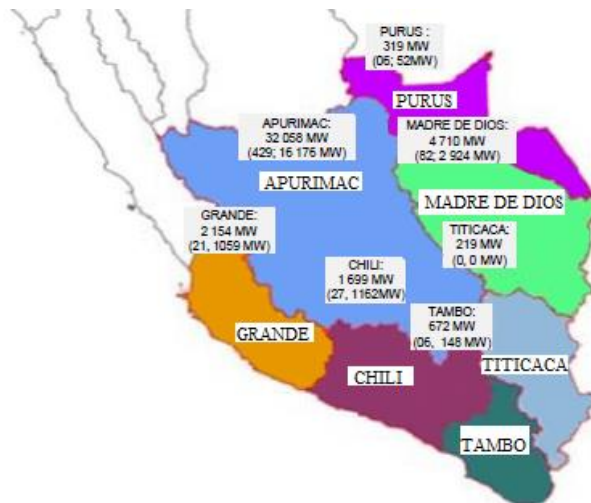 PURUS :
319 MW
(06; 52MW)
PURUS
APURIMAC:
32 058 MW
(429; 16 176 MW)
APURIMAC
MADRE DE DIOS:
4 710 MW
(82; 2 924 MW)
MADRE DE DIOS
GRANDE:
2 154 MW
(21, 1059 MW)
GRANDE
TITICACA:
219 MW
(0, 0 MW)
CHILI:
1 699 MW
(27, 1162MW)
TAMBO:
672 MW
(06, 148 MW)
TITICACA
CHILI
TAMBO